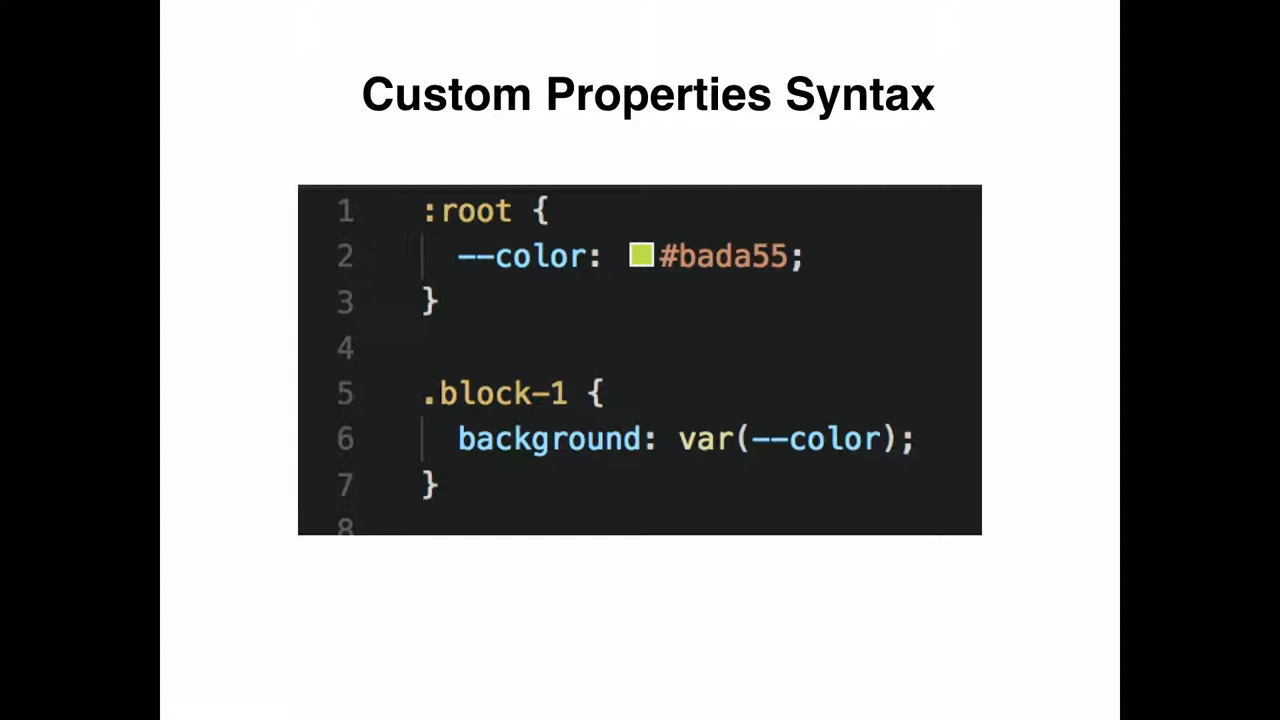 Custom Properties Syntax
1 :root {
2 --color: #bada55;
3 }
4
5 .block-1 {
6 background: var(--color);
7 }
8